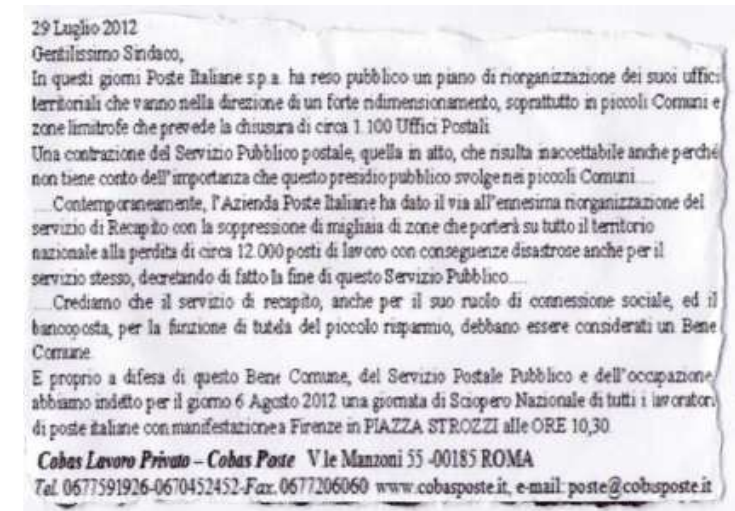 29 Luglio 2012
Gentilissimo Sindaco,
In questi giorni Poste Italiane s.p.a. ha reso pubblico un piano di riorganizzazione dei suoi uffici
territoriali che vanno nella direzione di un forte ridimensionamento, soprattutto in piccoli Comuni e
zone limitrofe che prevede la chiusura di circa 1.100 Uffici Postali
Una contrazione del Servizio Pubblico postale, quella in atto, che risulta inaccettabile anche perché
non tiene conto dell'importanza che questo presidio pubblico svolge nei piccoli Comuni.....
.....Contemporaneamente, l'Azienda Poste Italiane ha dato il via all'ennesima riorganizzazione del
servizio di Recapito con la soppressione di migliaia di zone che porterà su tutto il territorio
nazionale alla perdita di circa 12.000 posti di lavoro con conseguenze disastrose anche per il
servizio stesso, decretando di fatto la fine di questo Servizio Pubblico.....
.....Crediamo che il servizio di recapito, anche per il suo ruolo di connessione sociale, ed il
bancoposta, per la funzione di tutela del piccolo risparmio, debbano essere considerati un Bene
Comune.
E proprio a difesa di questo Bene Comune, del Servizio Postale Pubblico e dell'occupazione,
abbiamo indetto per il giorno 6 Agosto 2012 una giornata di Sciopero Nazionale di tutti i lavoratori
di poste italiane con manifestazione a Firenze in PIAZZA STROZZI alle ORE 10,30
Cobas Lavoro Privato – Cobas Poste V.le Manzoni 55 -00185 ROMA
Tel. 0677591926-0670452452-Fax. 0677206060 www.cobasposte.it, e-mail: poste@cobasposte.it